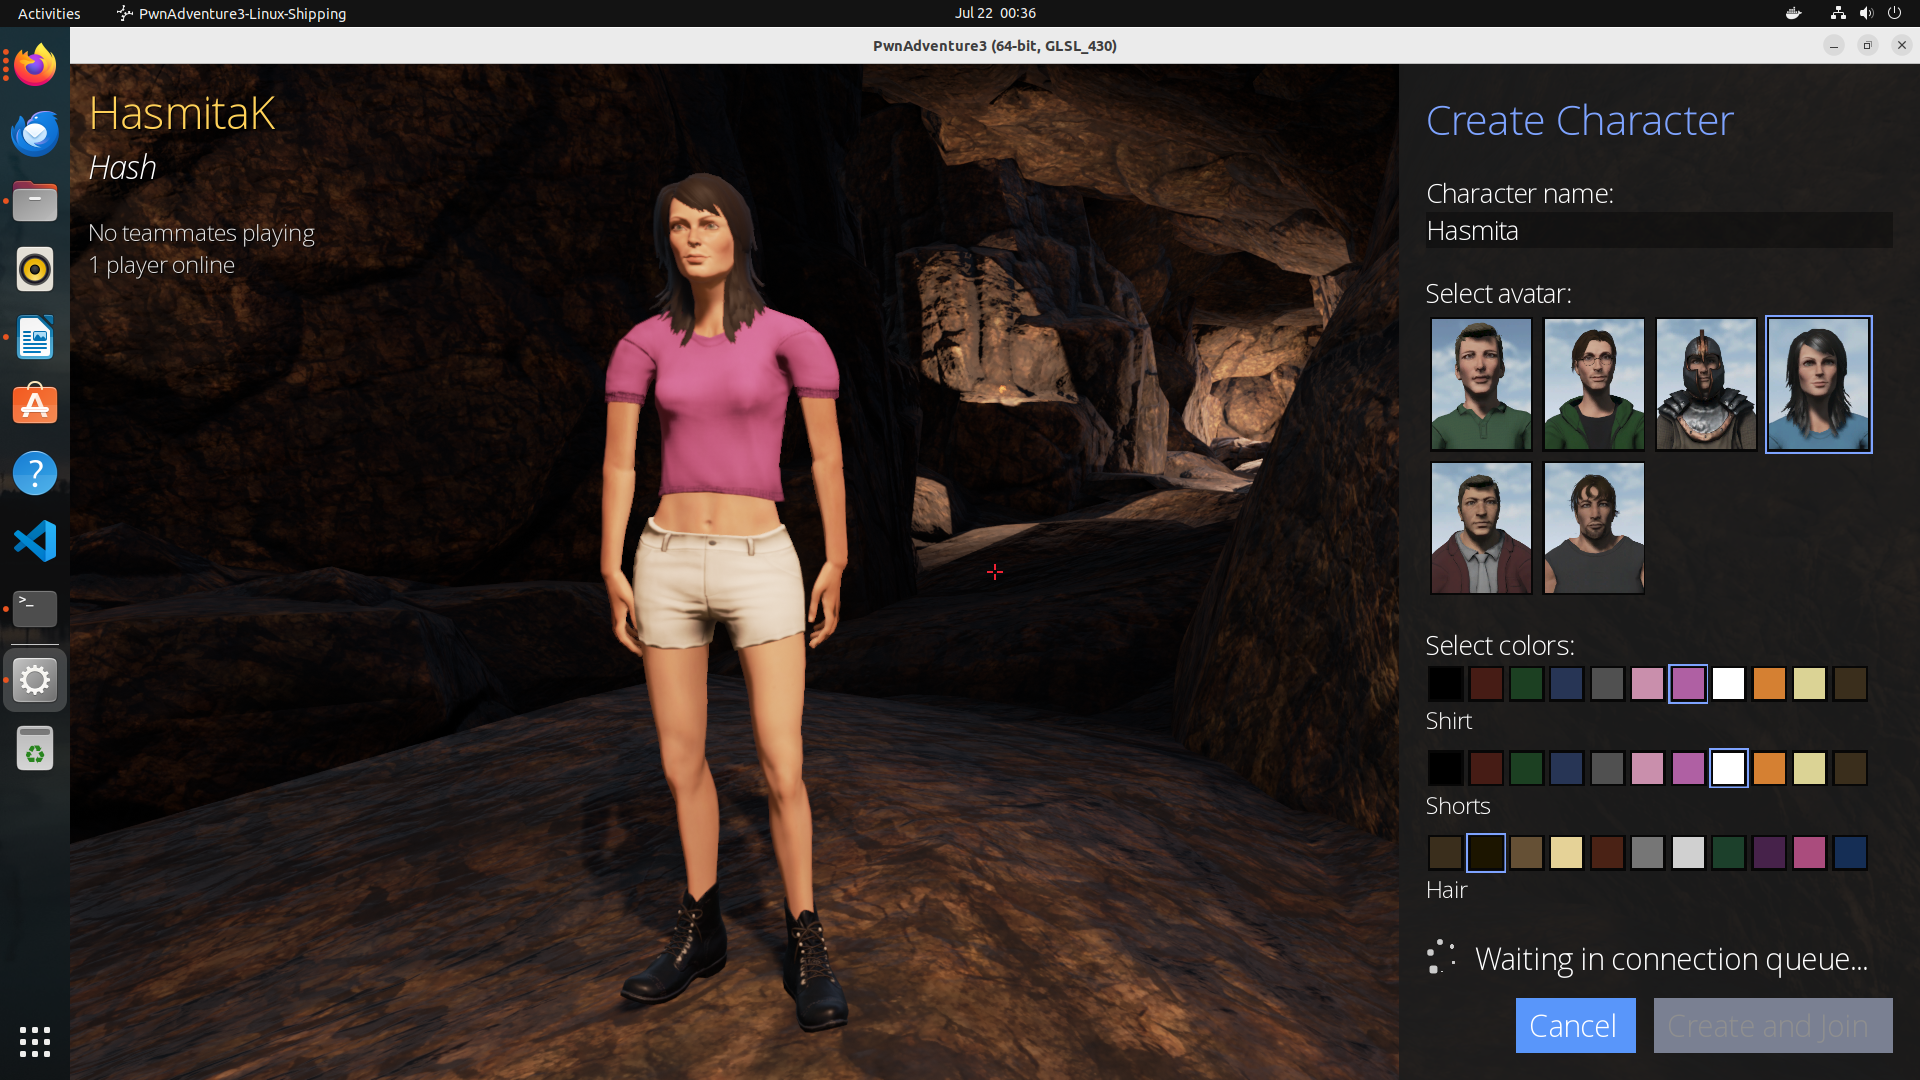 Activities
PwnAdventure3-Linux-Shipping
Jul 22 00:36
PwnAdventure3 (64-bit, GLSL_430)
HasmitaK
Hash
No teammates playing
1 player online
Create Character
Character name:
Hasmita
Select avatar:
Select colors:
Shirt
Shorts
Hair
Waiting in connection queue...
Cancel
Create and Join